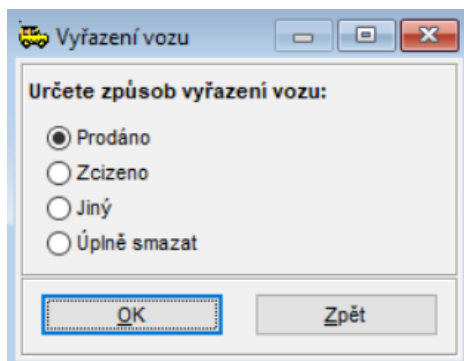 Vyřazení vozu
Určete způsob vyřazení vozu:
Prodáno
Zcizeno
Jiný
Úplně smazat
OK
Zpět